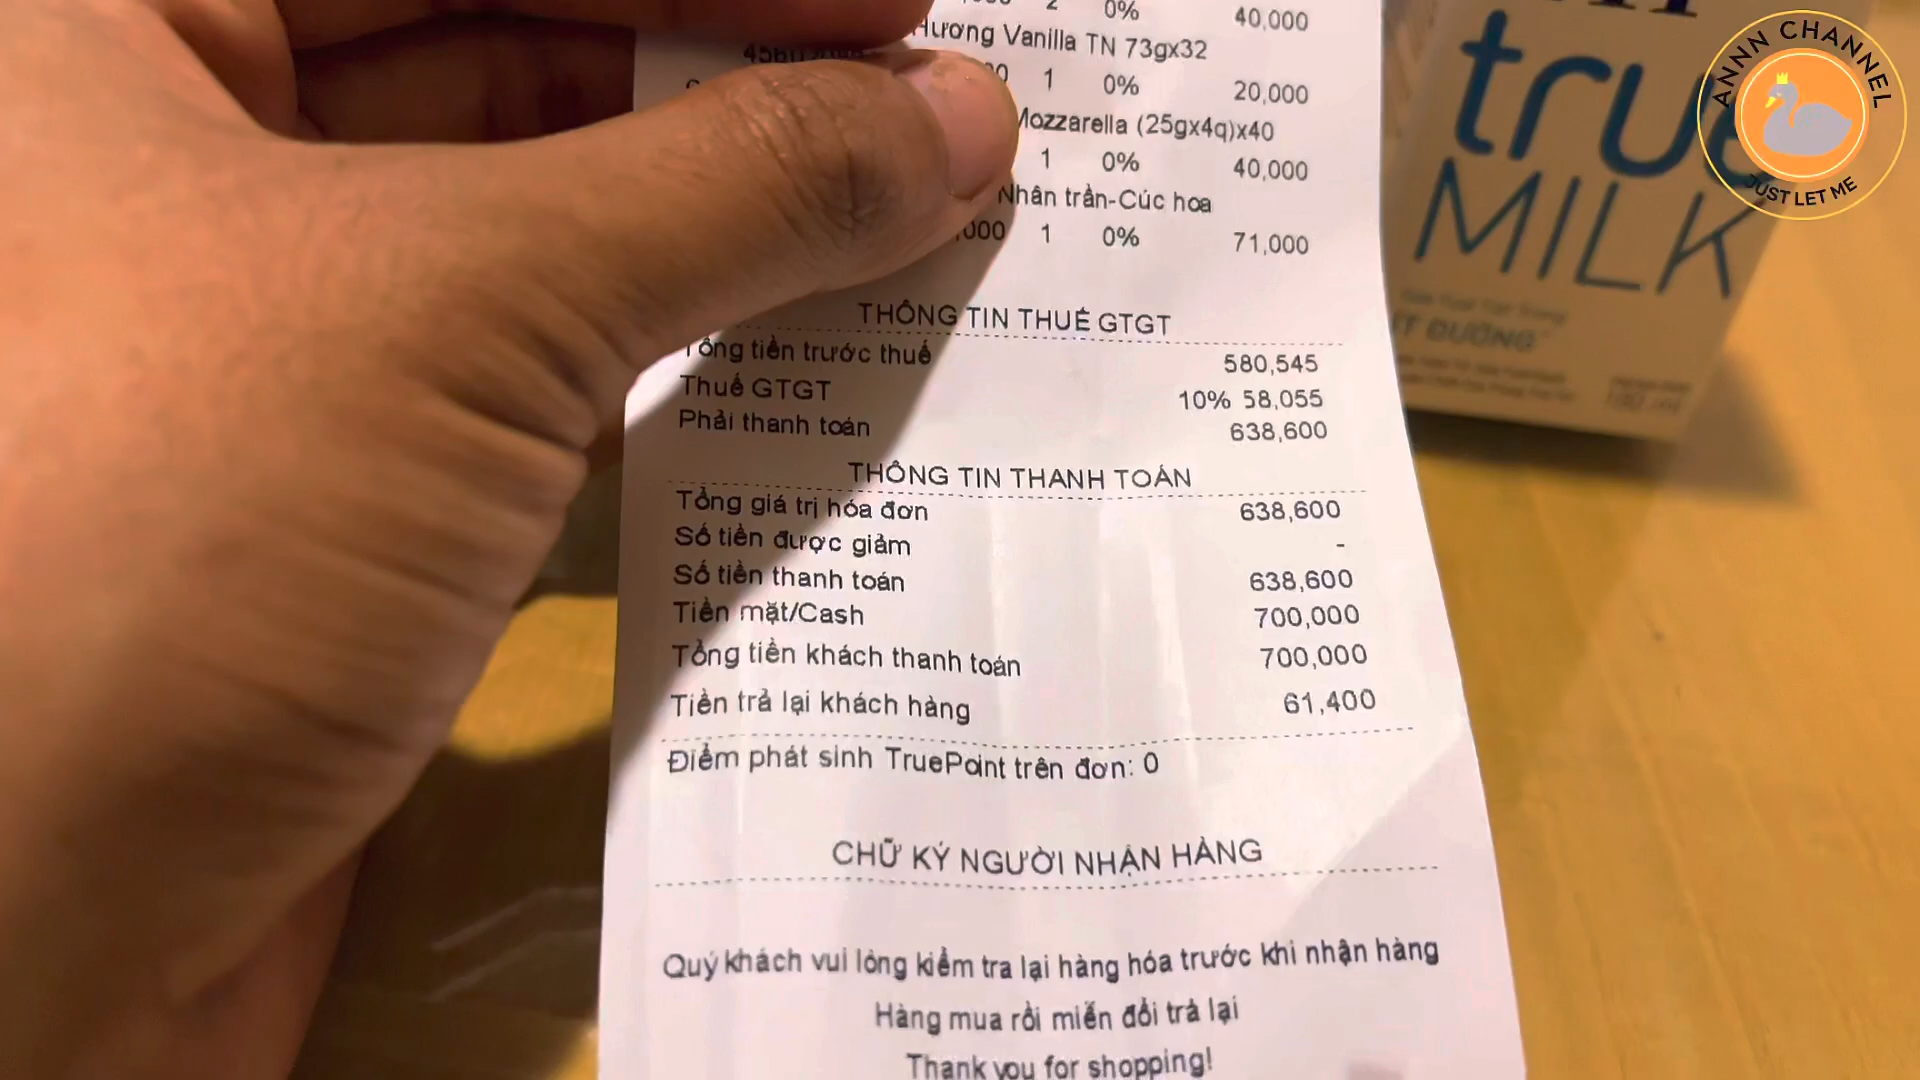 2 0% 40,000
Hương Vanilla TN 73gx32
1 0% 20,000
Mozzarella (25gx4q)x40
1 0% 40,000
Nhân trần-Cúc hoa
,000 1 0% 71,000
THÔNG TIN THUẾ GTGT
Tổng tiền trước thuế 580,545
Thuế GTGT 10% 58,055
Phải thanh toán 638,600
THÔNG TIN THANH TOÁN
Tổng giá trị hóa đơn 638,600
Số tiền được giảm -
Số tiền thanh toán 638,600
Tiền mặt/Cash 700,000
Tổng tiền khách thanh toán 700,000
Tiền trả lại khách hàng 61,400
Điểm phát sinh TruePoint trên đơn: 0
CHỮ KÝ NGƯỜI NHẬN HÀNG
Quý khách vui lòng kiểm tra lại hàng hóa trước khi nhận hàng
Hàng mua rồi miễn đổi trả lại
Thank you for shopping!
true
MILK
ÍT ĐƯỜNG
180 ml
ANNN CHANNEL
JUST LET ME